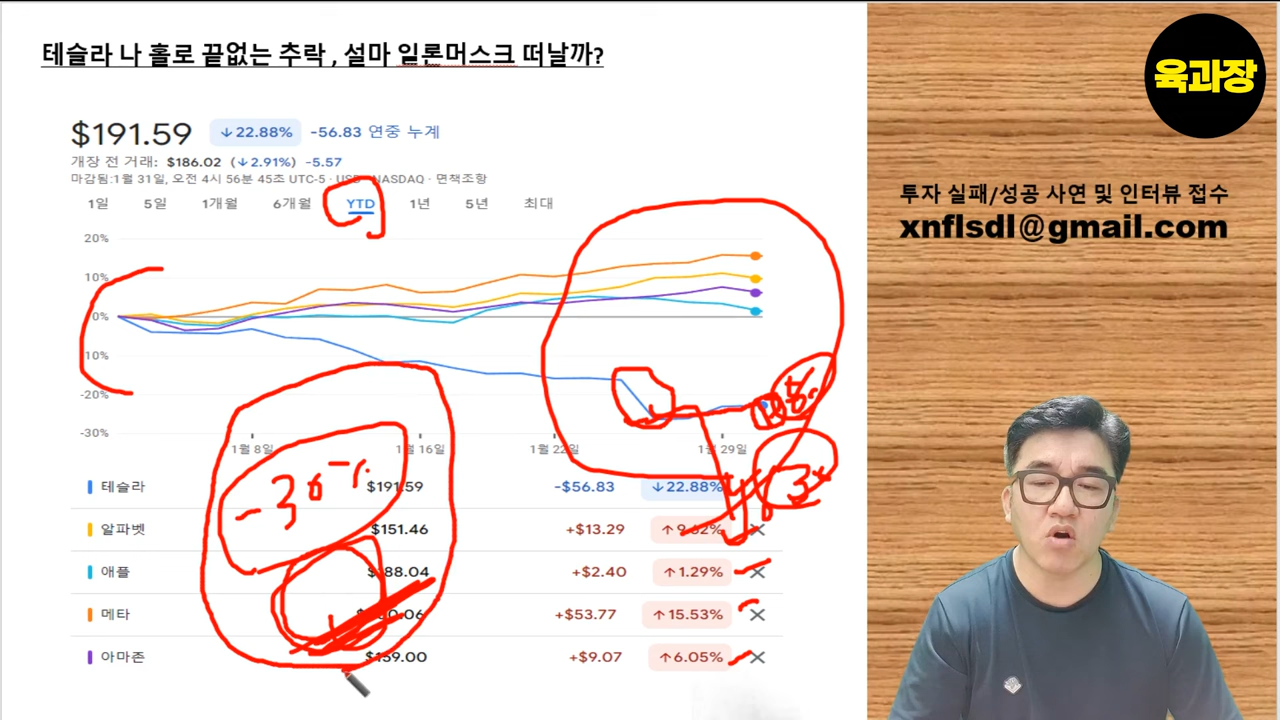 테슬라 나 홀로 끝없는 추락 , 설마 일론머스크 떠날까?
육과장
$191.59 ↓22.88% -56.83 연중 누계
개장 전 거래: $186.02 (↓2.91%) -5.57
마감됨:1월 31일, 오전 4시 56분 45초 UTC-5 · USD NASDAQ · 면책조항
1일 5일 1개월 6개월 YTD 1년 5년 최대
투자 실패/성공 사연 및 인터뷰 접수
xnflsdl@gmail.com
20%
10%
0%
10%
-20%
-30%
1월 8일 1월 16일 1월 22일 1월 29일
-30%
테슬라 $191.59 -$56.83 ↓22.88%
알파벳 $151.46 +$13.29 ↑9.62%
애플 +$2.40 ↑1.29%
메타 +$53.77 ↑15.53%
아마존 $159.00 +$9.07 ↑6.05%